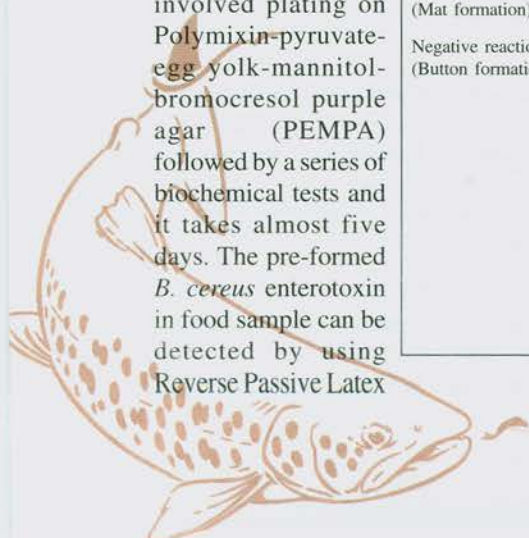 involved plating on
Polymixin-pyruvate-
egg yolk-mannitol-
bromocresol purple
agar (PEMPA)
followed by a series of
biochemical tests and
it takes almost five
days. The pre-formed
B. cereus enterotoxin
in food sample can be
detected by using
Reverse Passive Latex
(Mat formation)
Negative
(Button